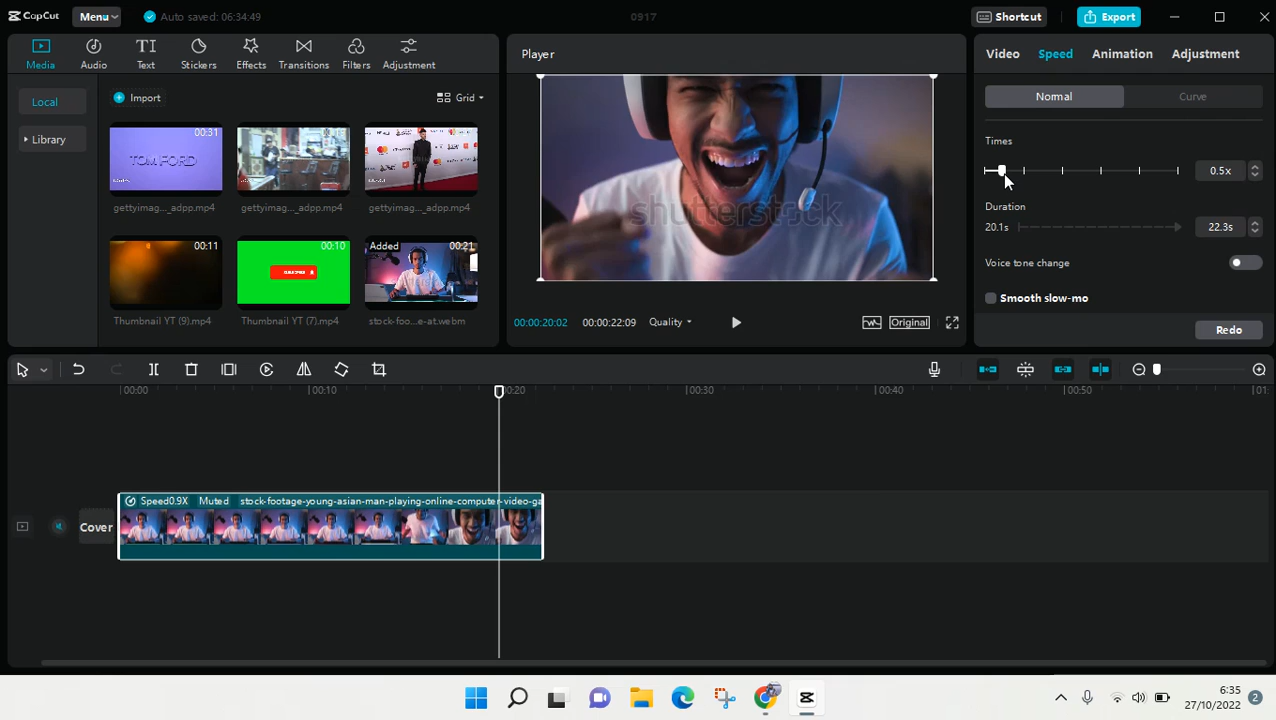 CapCut Menu Auto saved: 06:34:49 0917 Shortcut Export
Media Audio Text Stickers Effects Transitions Filters Adjustment
Local
Library
Import Grid
00:31
TOM FORD
gettyimag..._adpp.mp4
gettyimag..._adpp.mp4
gettyimag..._adpp.mp4
00:11
00:10
Added 00:21
Thumbnail YT (9).mp4
Thumbnail YT (7).mp4
stock-foo...e-at.webm
Player
shutterstock
00:00:20:02 00:00:22:09 Quality Original
Video Speed Animation Adjustment
Normal Curve
Times
0.5x
Duration
20.1s 22.3s
Voice tone change
Smooth slow-mo
Redo
00:00 00:10 00:20 00:30 00:40 00:50
Cover
Speed0.9X Muted stock-footage-young-asian-man-playing-online-computer-video-ga
6:35
27/10/2022
2